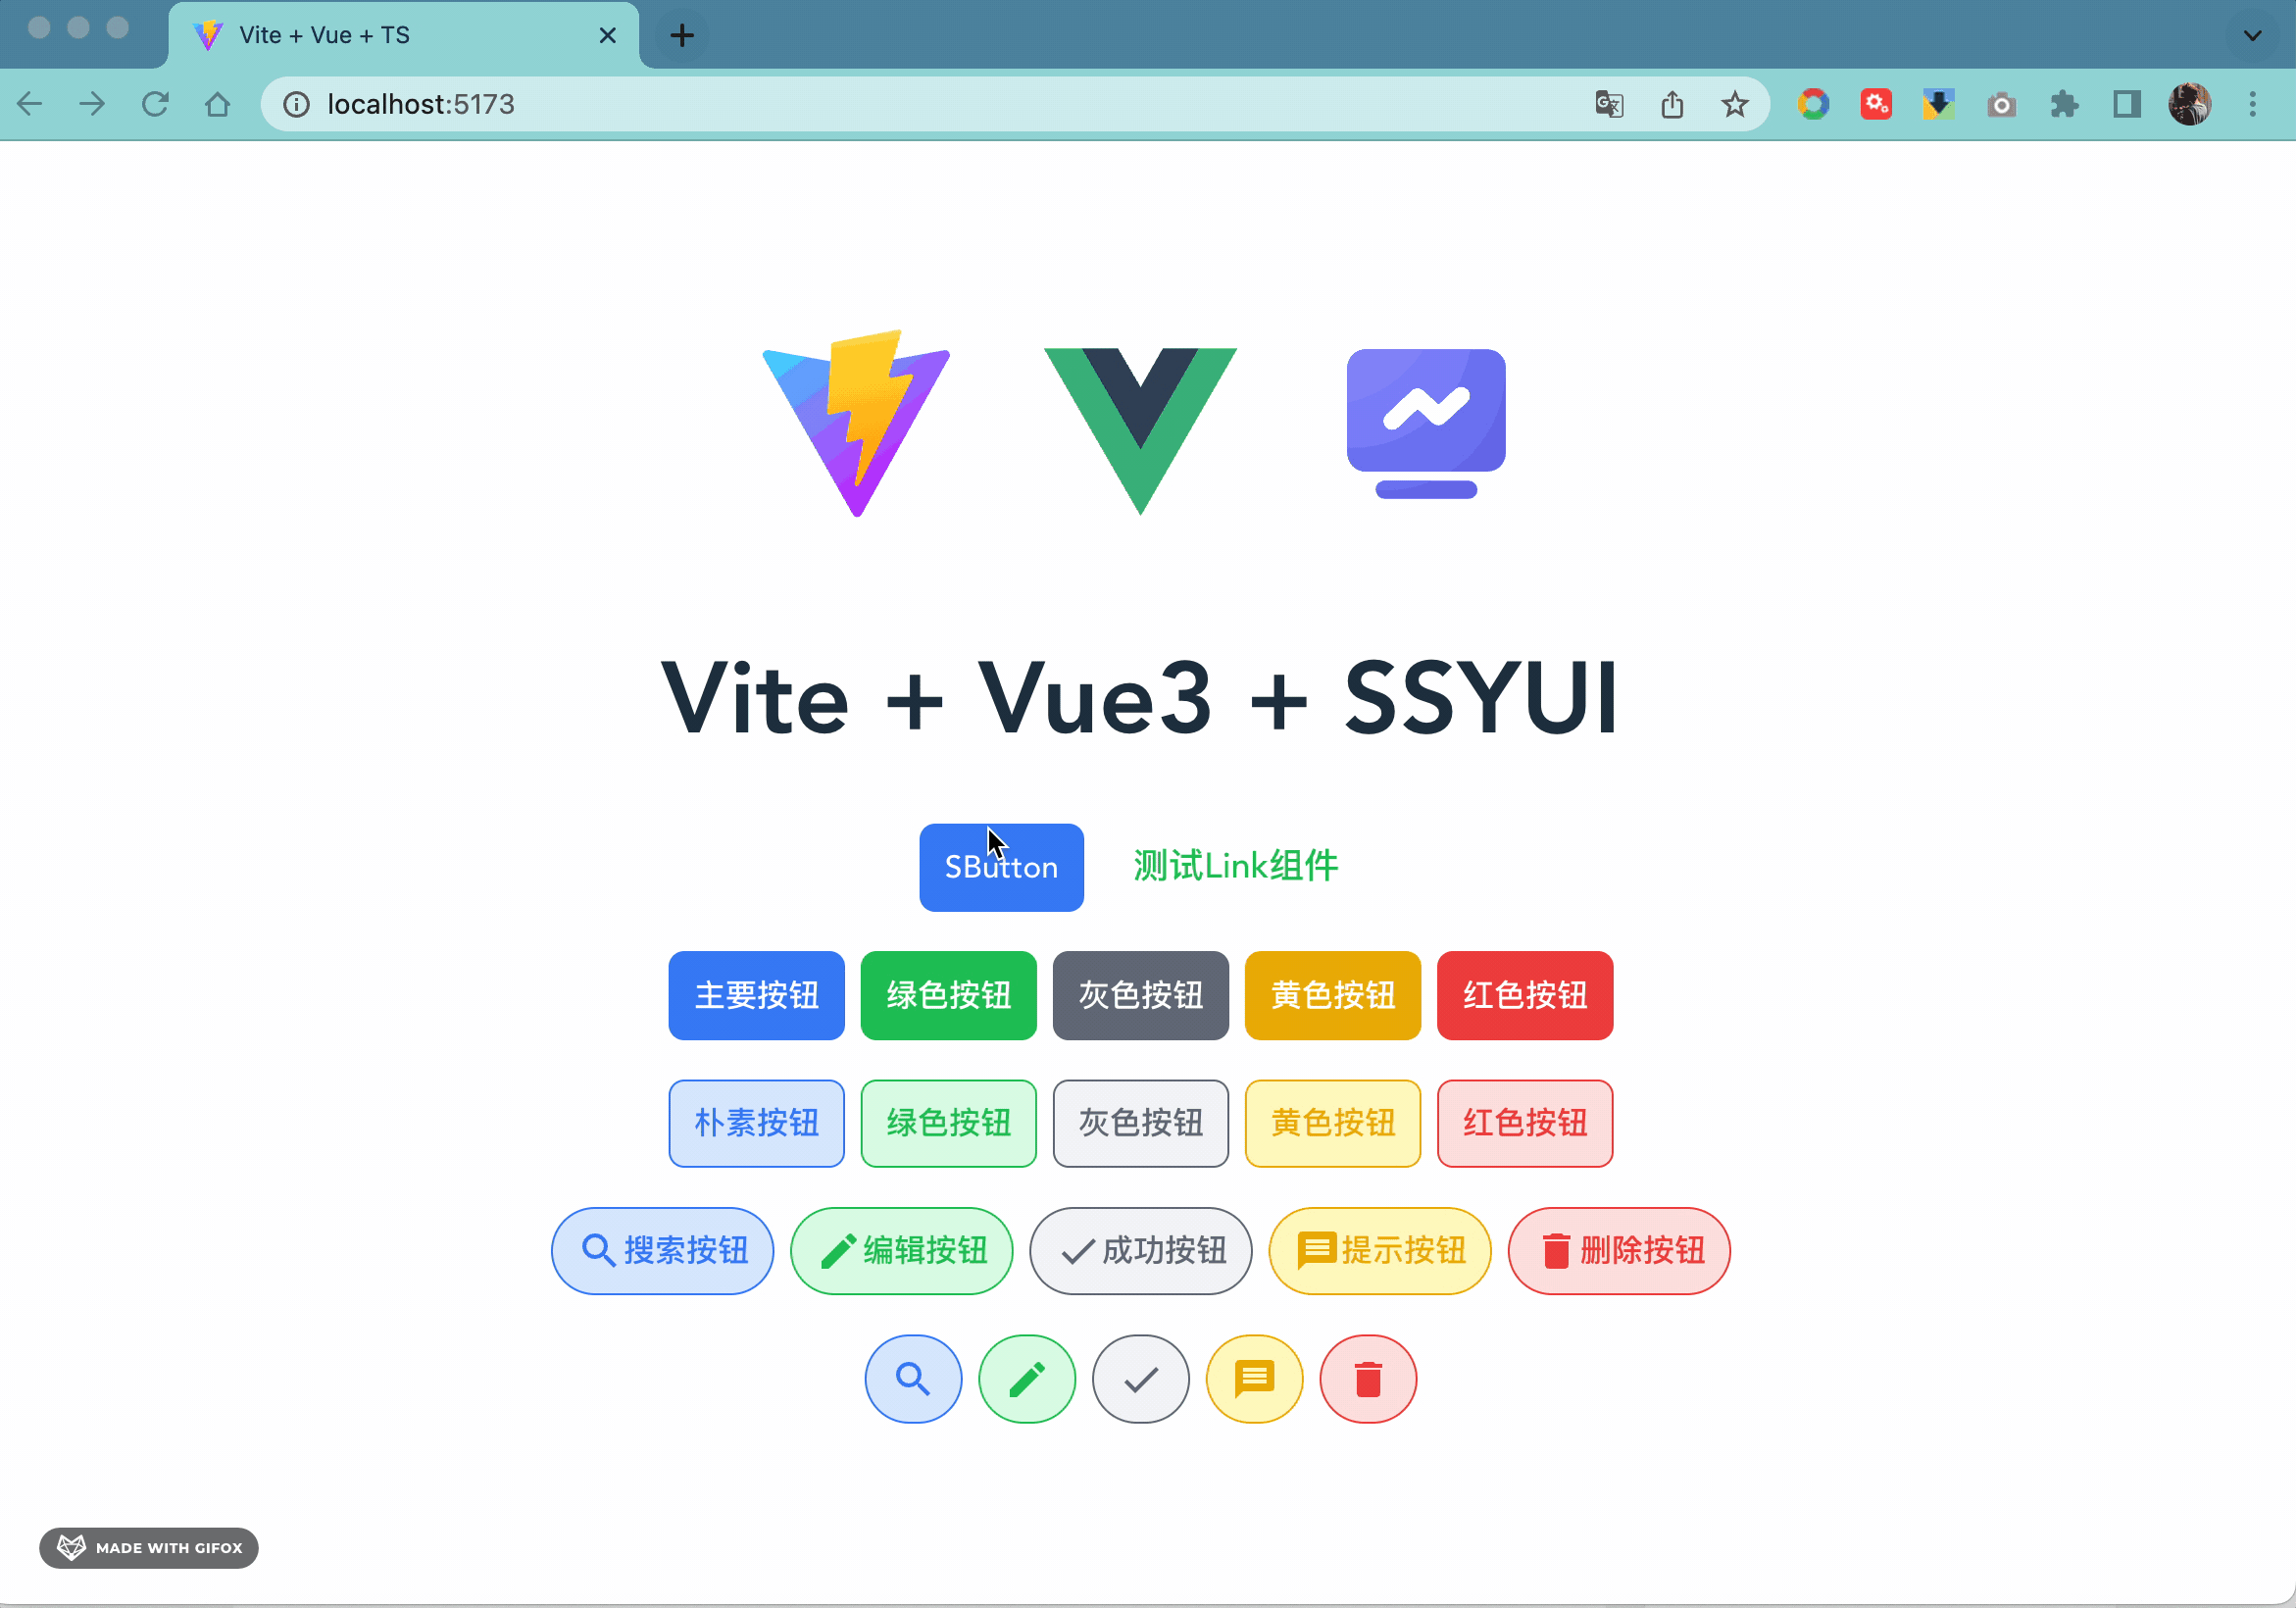 Vite + Vue + TS
localhost:5173
Vite + Vue3 + SSYUI
SButton 测试Link组件
主要按钮 绿色按钮 灰色按钮 黄色按钮 红色按钮
朴素按钮 绿色按钮 灰色按钮 黄色按钮 红色按钮
搜索按钮 编辑按钮 成功按钮 提示按钮 删除按钮
MADE WITH GIFOX